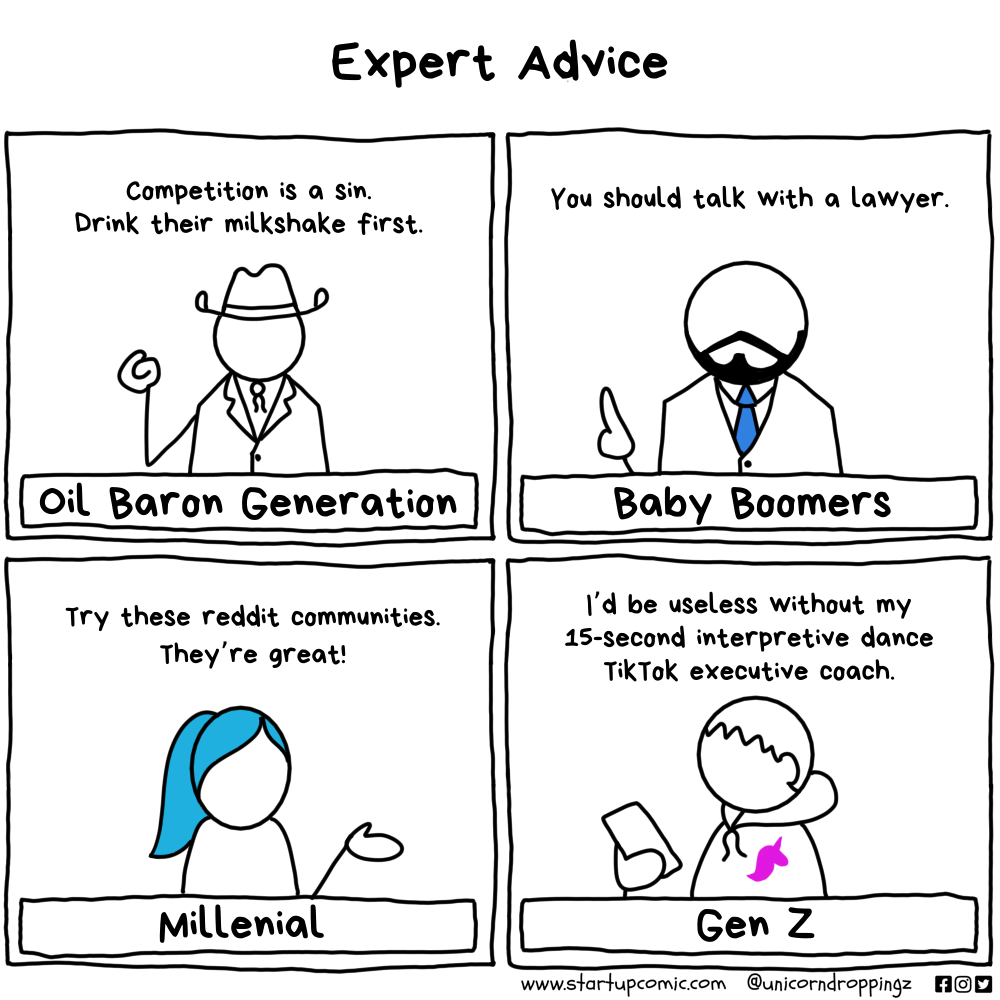 Expert Advice
Competition is a sin.
Drink their milkshake first.
Oil Baron Generation
You should talk with a lawyer.
Baby Boomers
Try these reddit communities.
They're great!
Millenial
I'd be useless without my
15-second interpretive dance
TikTok executive coach.
Gen Z
www.startupcomic.com @unicorndroppingz